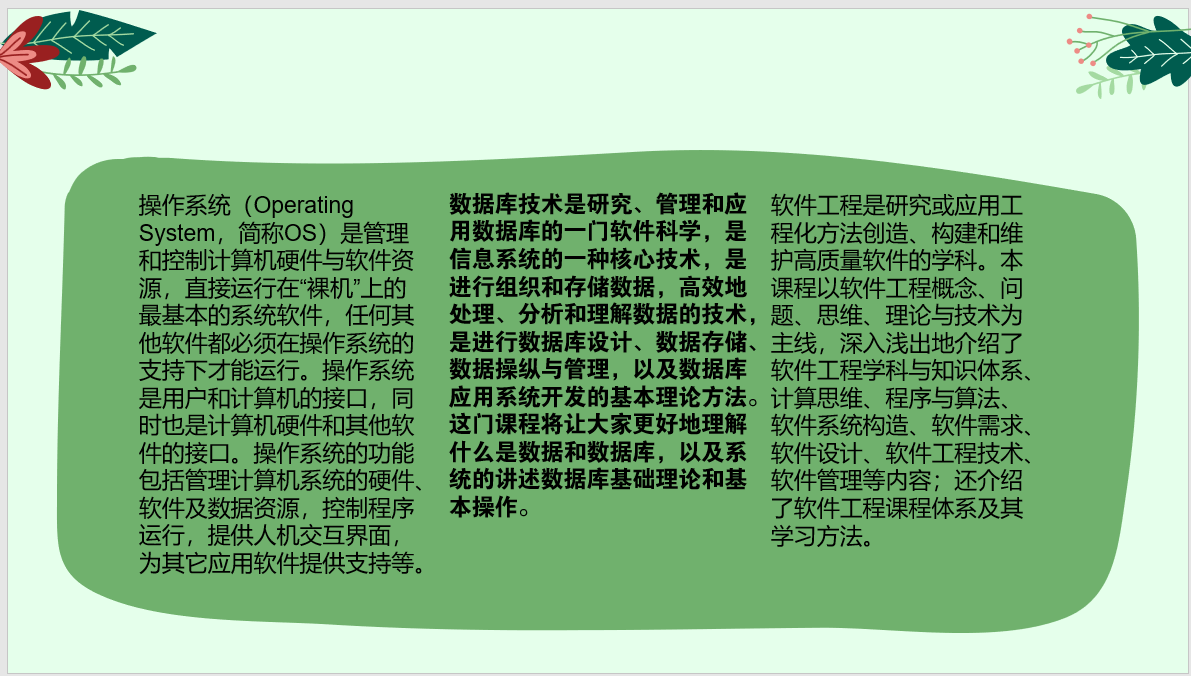 操作系统（Operating
System，简称OS）是管理
和控制计算机硬件与软件资
源，直接运行在“裸机”上的
最基本的系统软件，任何其
他软件都必须在操作系统的
支持下才能运行。操作系统
是用户和计算机的接口，同
时也是计算机硬件和其他软
件的接口。操作系统的功能
包括管理计算机系统的硬件、
软件及数据资源，控制程序
运行，提供人机交互界面，
为其它应用软件提供支持等。
数据库技术是研究、管理和应
用数据库的一门软件科学，是
信息系统的一种核心技术，是
进行组织和存储数据，高效地
处理、分析和理解数据的技术，
是进行数据库设计、数据存储、
数据操纵与管理，以及数据库
应用系统开发的基本理论方法。
这门课程将让大家更好地理解
什么是数据和数据库，以及系
统的讲述数据库基础理论和基
本操作。
软件工程是研究或应用工
程化方法创造、构建和维
护高质量软件的学科。本
课程以软件工程概念、问
题、思维、理论与技术为
主线，深入浅出地介绍了
软件工程学科与知识体系、
计算思维、程序与算法、
软件系统构造、软件需求、
软件设计、软件工程技术、
软件管理等内容；还介绍
了软件工程课程体系及其
学习方法。